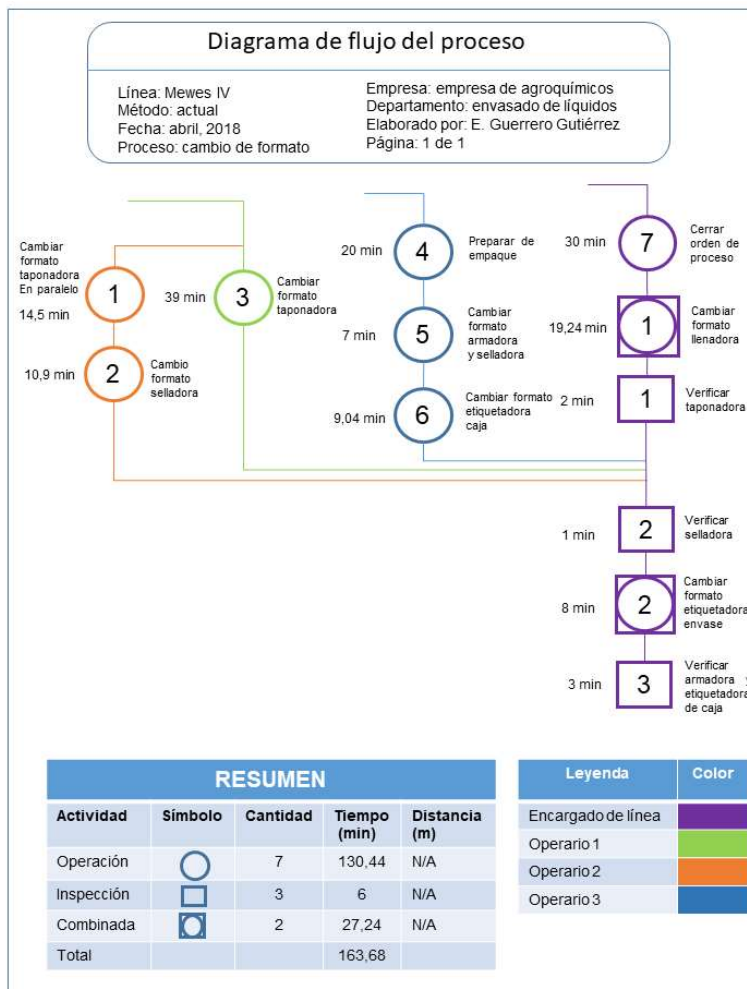 Diagrama de flujo del proceso
Línea: Mewes IV
Método: actual
Fecha: abril, 2018
Proceso: cambio de formato
Empresa: empresa de agroquímicos
Departamento: envasado de líquidos
Elaborado por: E. Guerrero Gutiérrez
Página: 1 de 1
Cambiar
formato
taponadora
En paralelo
14,5 min
1
10,9 min
2
Cambio
formato
selladora
39 min
3
Cambiar
formato
taponadora
20 min
4
Preparar de
empaque
7 min
5
Cambiar
formato
armadora
y selladora
9,04 min
6
Cambiar formato
etiquetadora
caja
30 min
7
Cerrar
orden de
proceso
19,24 min
1
Cambiar
formato
llenadora
2 min
1
Verificar
taponadora
1 min
2
Verificar
selladora
8 min
2
Cambiar
formato
etiquetadora
envase
3 min
3
Verificar
armadora y
etiquetadora
de caja
RESUMEN
Actividad Símbolo Cantidad Tiempo (min) Distancia (m)
Operación 7 130,44 N/A
Inspección 3 6 N/A
Combinada 2 27,24 N/A
Total 163,68
Leyenda Color
Encargado de línea
Operario 1
Operario 2
Operario 3